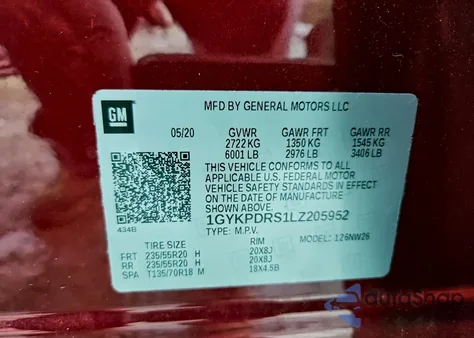 GM
MFD BY GENERAL MOTORS LLC
05/20 GVWR GAWR FRT GAWR RR
2722 KG 1350 KG 1545 KG
6001 LB 2976 LB 3406 LB
THIS VEHICLE CONFORMS TO ALL
APPLICABLE U.S. FEDERAL MOTOR
VEHICLE SAFETY STANDARDS IN
EFFECT ON THE DATE OF MANUFACTURE
SHOWN ABOVE.
1GYKPDRS1LZ205952
434B TYPE: M.P.V. MODEL: 126NW26
TIRE SIZE RIM
FRT 235/55R20 H 20X8J
RR 235/55R20 H 20X8J
SPA T135/70R18 M 18X4.5B